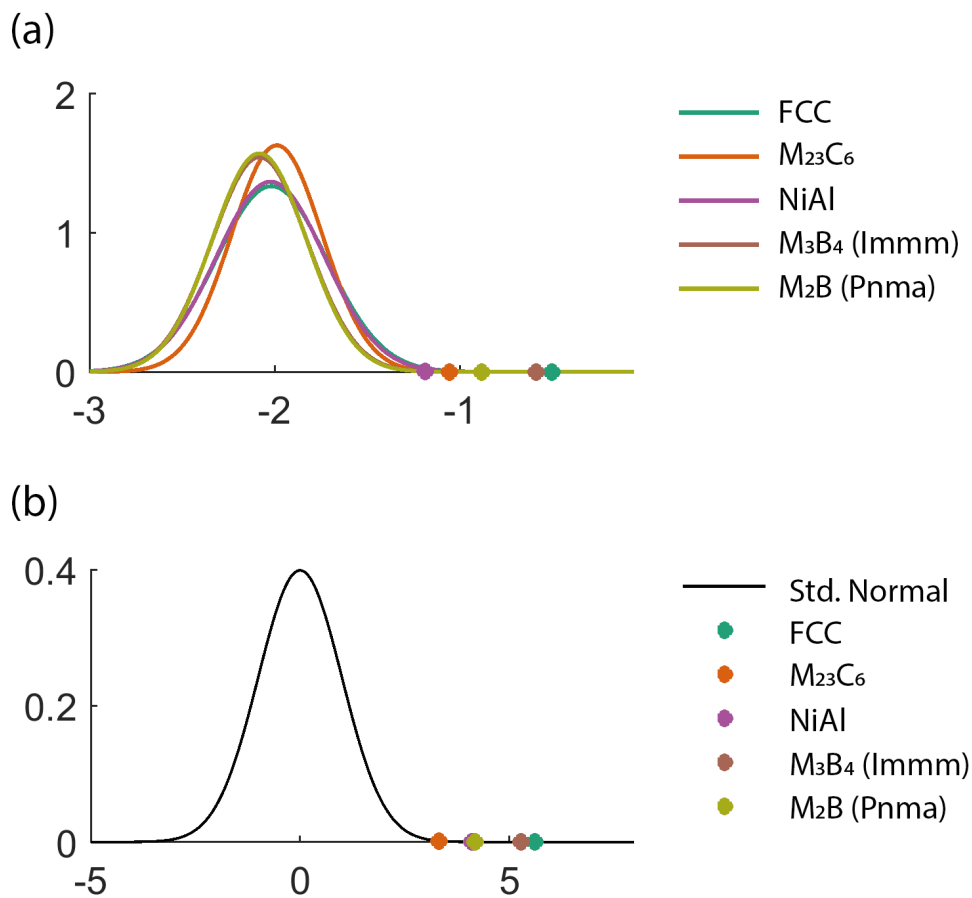 (a)
2
1
0
-3
-2
-1
FCC
M₂₃C₆
NiAl
M₃B₄ (Immm)
M₂B (Pnma)
(b)
0.4
0.2
0
-5
0
5
Std. Normal
FCC
M₂₃C₆
NiAl
M₃B₄ (Immm)
M₂B (Pnma)